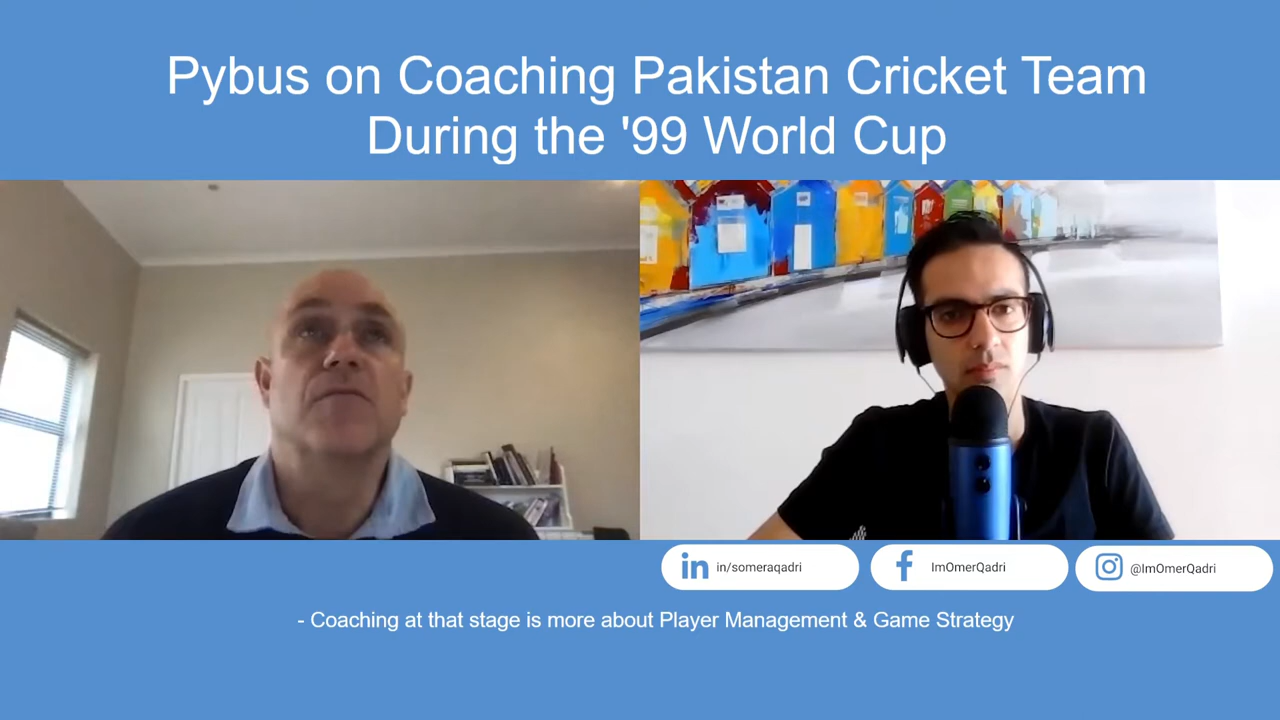 Pybus on Coaching Pakistan Cricket Team
During the '99 World Cup
in in/someraqadri
f ImOmerQadri
@ImOmerQadri
- Coaching at that stage is more about Player Management & Game Strategy